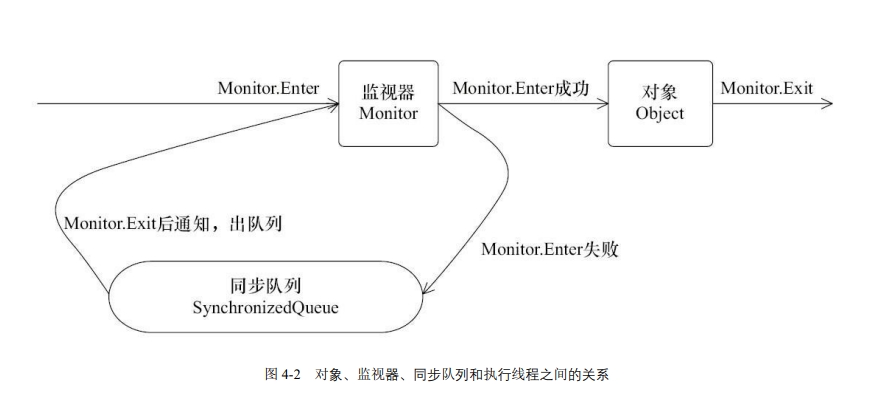 Monitor.Enter
监视器
Monitor
Monitor.Enter成功
对象
Object
Monitor.Exit
Monitor.Exit后通知，出队列
Monitor.Enter失败
同步队列
SynchronizedQueue
图 4-2 对象、监视器、同步队列和执行线程之间的关系